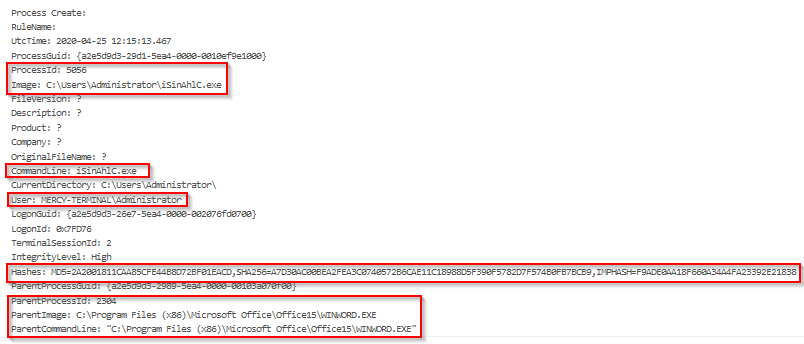 Process Create:
RuleName:
UtcTime: 2020-04-25 12:15:13.467
ProcessGuid: {a2e5d9d3-29d1-5ea4-0000-0010ef9e1000}
ProcessId: 5056
Image: C:\Users\Administrator\iSinAhlC.exe
FileVersion: ?
Description: ?
Product: ?
Company: ?
OriginalFileName: ?
CommandLine: iSinAhlC.exe
CurrentDirectory: C:\Users\Administrator\
User: MERCY-TERMINAL\Administrator
LogonGuid: {a2e5d9d3-26e7-5ea4-0000-002076fd0700}
LogonId: 0x7FD76
TerminalSessionId: 2
IntegrityLevel: High
Hashes: MD5=2A2001811CAA85CFE44B8D72BF01EACD,SHA256=A7D30AC00BEA2FEA3C0740572B6CAE11C18988D5F390F5782D7F574B0FB7BCB9,IMPHASH=F9ADE0AA18F660A34A4FA23392E21838
ParentProcessGuid: {a2e5d9d3-2989-5ea4-0000-00103a070f00}
ParentProcessId: 2304
ParentImage: C:\Program Files (x86)\Microsoft Office\Office15\WINWORD.EXE
ParentCommandLine: "C:\Program Files (x86)\Microsoft Office\Office15\WINWORD.EXE"